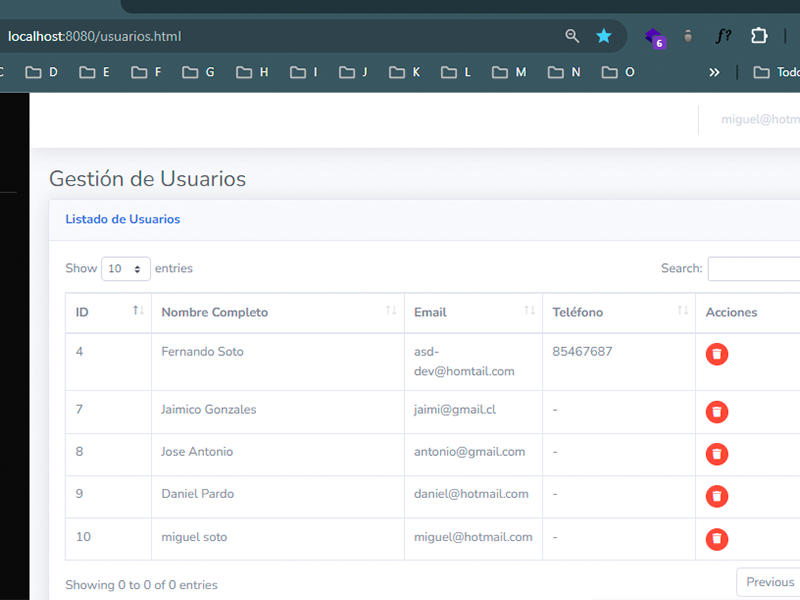 localhost:8080/usuarios.html
6
f?
C D E F G H I J K L M N O » Todo
miguel@hotm
Gestión de Usuarios
Listado de Usuarios
Show 10 entries Search:
ID Nombre Completo Email Teléfono Acciones
4 Fernando Soto asd- 85467687
dev@homtail.com
7 Jaimico Gonzales jaimi@gmail.cl -
8 Jose Antonio antonio@gmail.com -
9 Daniel Pardo daniel@hotmail.com -
10 miguel soto miguel@hotmail.com -
Showing 0 to 0 of 0 entries Previous